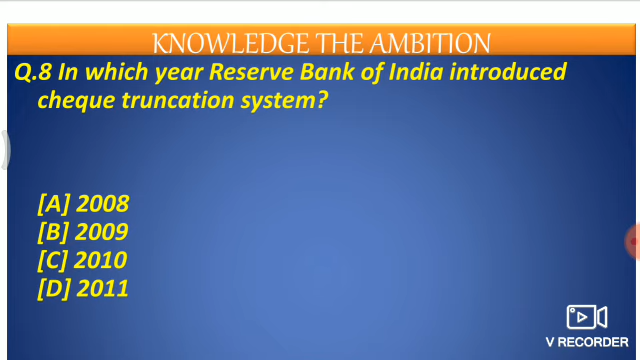 KNOWLEDGE THE AMBITION
Q.8 In which year Reserve Bank of India introduced
cheque truncation system?
[A] 2008
[B] 2009
[C] 2010
[D] 2011
V RECORDER